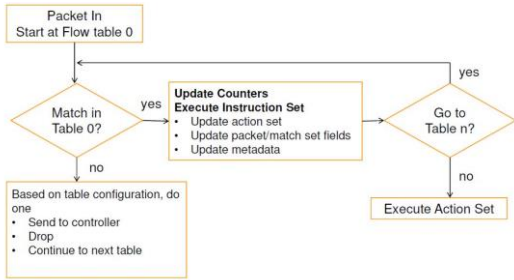 Packet In
Start at Flow table 0
yes
Match in
Table 0?
yes
Update Counters
Execute Instruction Set
• Update action set
• Update packet/match set fields
• Update metadata
Go to
Table n?
no
no
Based on table configuration, do
one
• Send to controller
• Drop
• Continue to next table
Execute Action Set